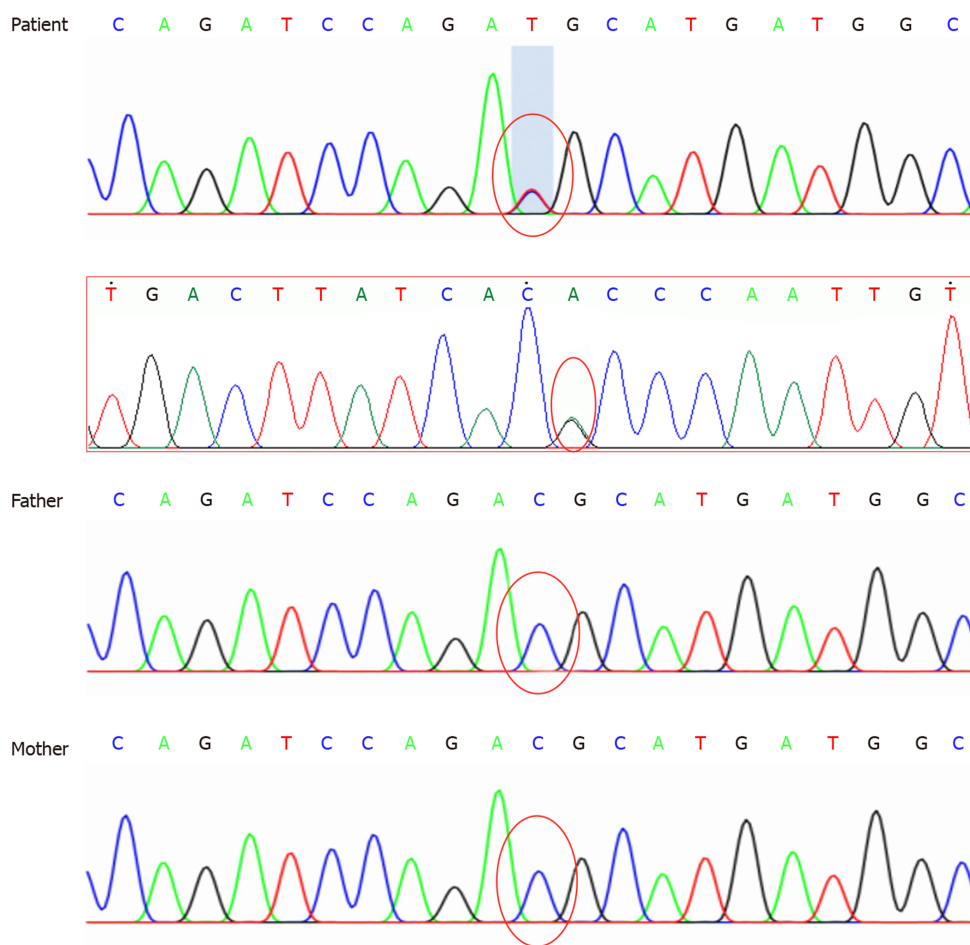 Patient C A G A T C C A G A T G C A T G A T G G C
T G A C T T A T C A C A C C C A A T T G T
Father C A G A T C C A G A C G C A T G A T G G C
Mother C A G A T C C A G A C G C A T G A T G G C